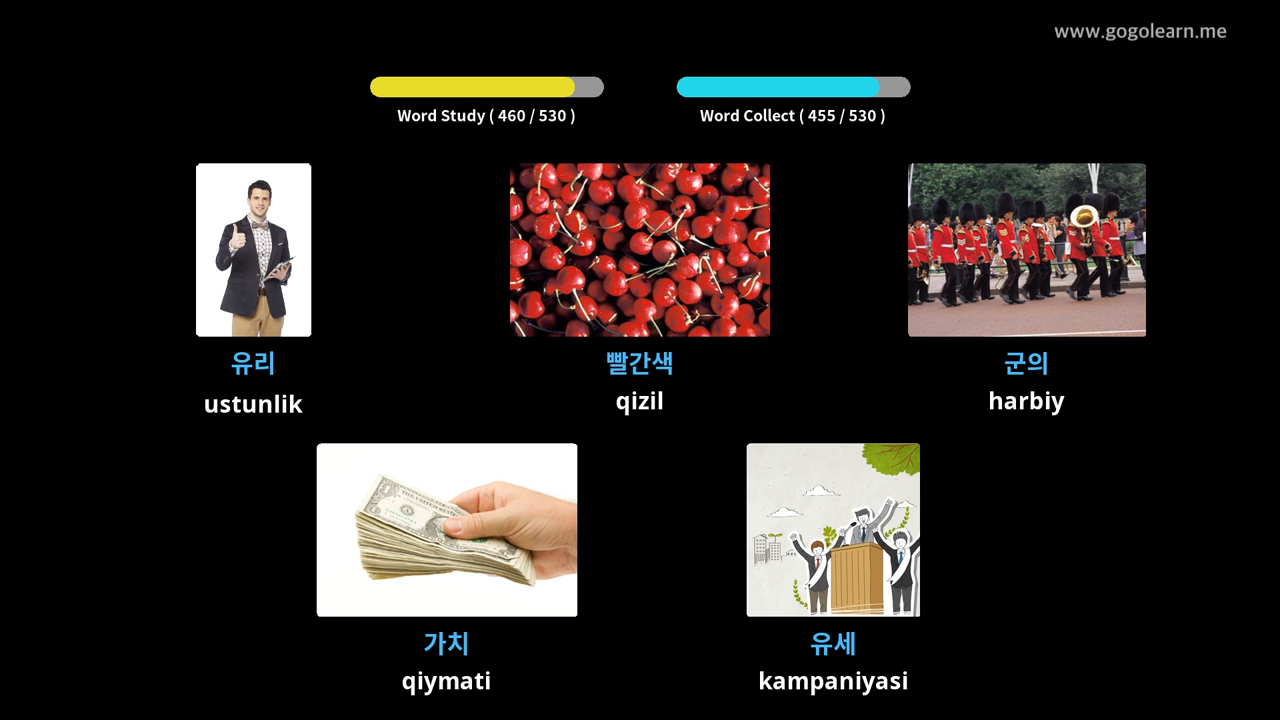 www.gogolearn.me
Word Study ( 460 / 530 )
Word Collect ( 455 / 530 )
유리
ustunlik
빨간색
qizil
군의
harbiy
가치
qiymati
유세
kampaniyasi